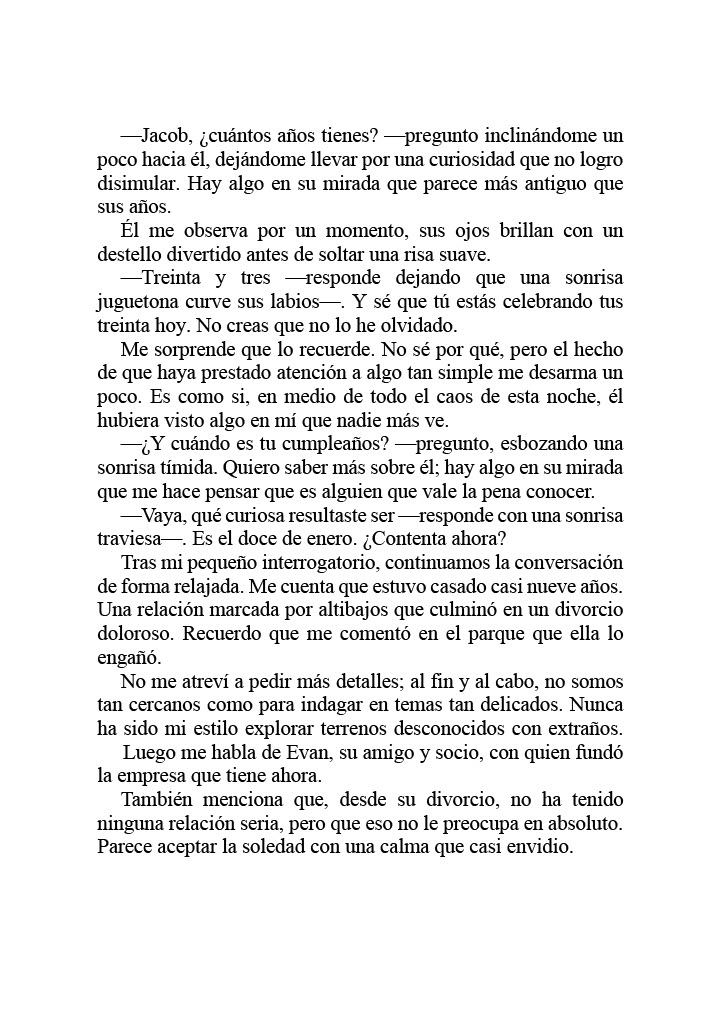 —Jacob, ¿cuántos años tienes? —pregunto inclinándome un
poco hacia él, dejándome llevar por una curiosidad que no logro
disimular. Hay algo en su mirada que parece más antiguo que
sus años.
Él me observa por un momento, sus ojos brillan con un
destello divertido antes de soltar una risa suave.
—Treinta y tres —responde dejando que una sonrisa
juguetona curve sus labios—. Y sé que tú estás celebrando tus
treinta hoy. No creas que no lo he olvidado.
Me sorprende que lo recuerde. No sé por qué, pero el hecho
de que haya prestado atención a algo tan simple me desarma un
poco. Es como si, en medio de todo el caos de esta noche, él
hubiera visto algo en mí que nadie más ve.
—¿Y cuándo es tu cumpleaños? —pregunto, esbozando una
sonrisa tímida. Quiero saber más sobre él; hay algo en su mirada
que me hace pensar que es alguien que vale la pena conocer.
—Vaya, qué curiosa resultaste ser —responde con una sonrisa
traviesa—. Es el doce de enero. ¿Contenta ahora?
Tras mi pequeño interrogatorio, continuamos la conversación
de forma relajada. Me cuenta que estuvo casado casi nueve años.
Una relación marcada por altibajos que culminó en un divorcio
doloroso. Recuerdo que me comentó en el parque que ella lo
engañó.
No me atreví a pedir más detalles; al fin y al cabo, no somos
tan cercanos como para indagar en temas tan delicados. Nunca
ha sido mi estilo explorar terrenos desconocidos con extraños.
Luego me habla de Evan, su amigo y socio, con quien fundó
la empresa que tiene ahora.
También menciona que, desde su divorcio, no ha tenido
ninguna relación seria, pero que eso no le preocupa en absoluto.
Parece aceptar la soledad con una calma que casi envidio.